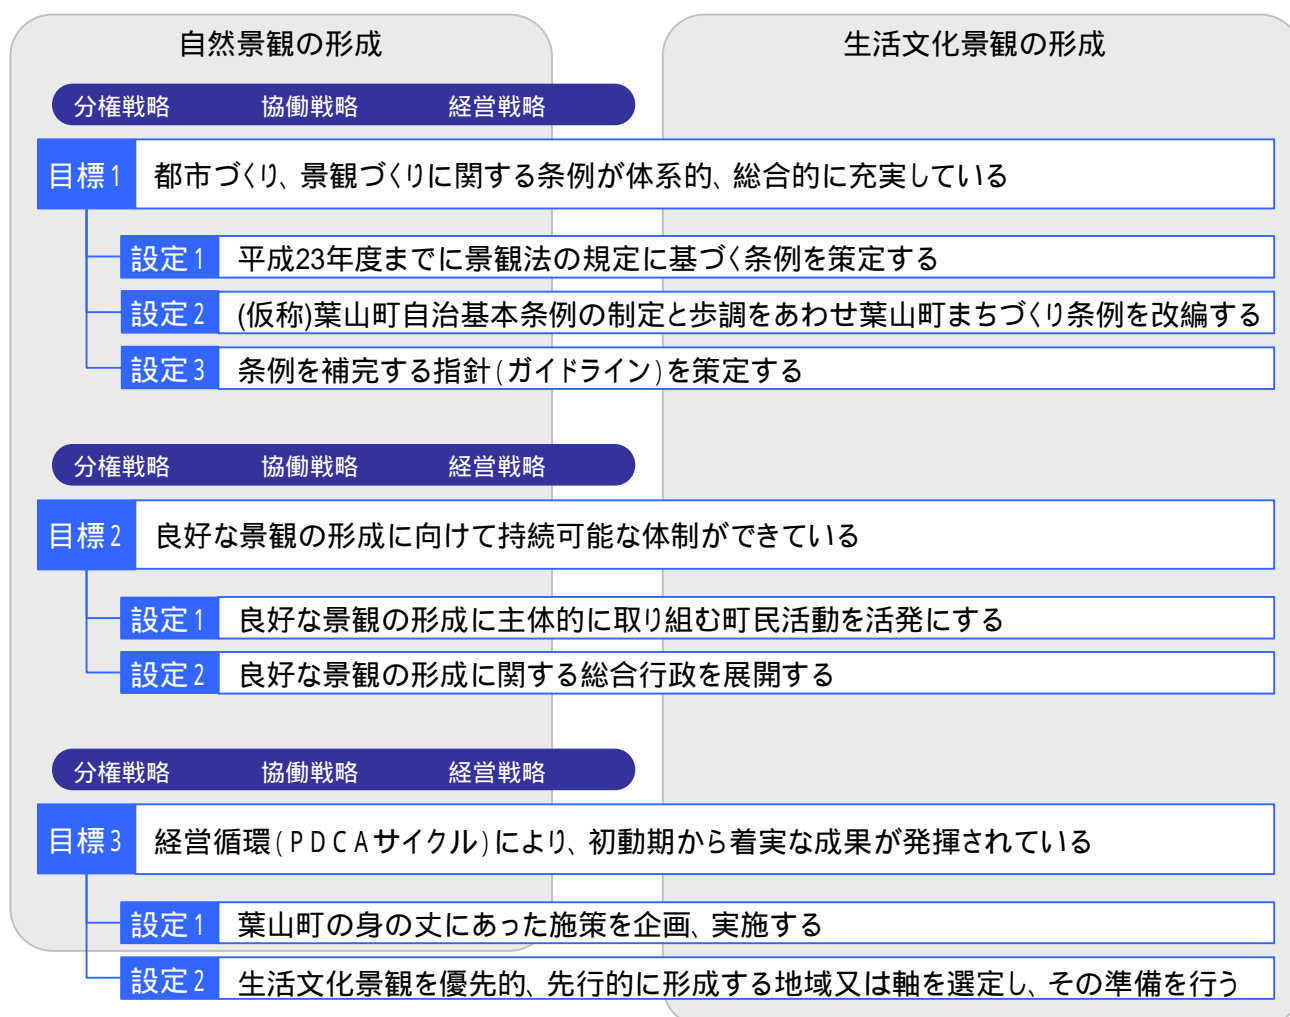 自然景観の形成
生活文化景観の形成
分権戦略 協働戦略 経営戦略
目標1 都市づくり、景観づくりに関する条例が体系的、総合的に充実している
設定1 平成23年度までに景観法の規定に基づく条例を策定する
設定2 (仮称)葉山町自治基本条例の制定と歩調をあわせ葉山町まちづくり条例を改編する
設定3 条例を補完する指針(ガイドライン)を策定する
分権戦略 協働戦略 経営戦略
目標2 良好な景観の形成に向けて持続可能な体制ができている
設定1 良好な景観の形成に主体的に取り組む町民活動を活発にする
設定2 良好な景観の形成に関する総合行政を展開する
分権戦略 協働戦略 経営戦略
目標3 経営循環(PDCAサイクル)により、初動期から着実な成果が発揮されている
設定1 葉山町の身の丈にあった施策を企画、実施する
設定2 生活文化景観を優先的、先行的に形成する地域又は軸を選定し、その準備を行う